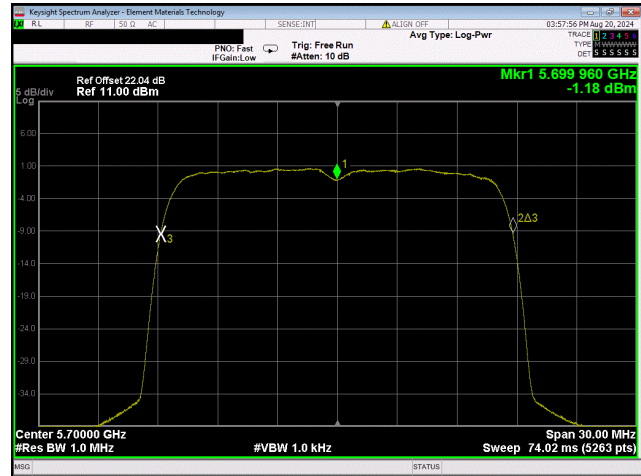 Keysight Spectrum Analyzer - Element Materials Technology
LXI RL RF 50 Ω AC SENSE:INT ALIGN OFF 03:57:56 PM Aug 20, 2024
Avg Type: Log-Pwr TRACE 1 2 3 4 5 6
PNO: Fast Trig: Free Run TYPE M W W W W W
IFGain:Low #Atten: 10 dB DET S S S S S S
Mkr1 5.699 960 GHz
-1.18 dBm
Ref Offset 22.04 dB
5 dB/div Ref 11.00 dBm
Log
6.00
1.00
1
-4.00
-9.00
3
2Δ3
-14.0
-19.0
-24.0
-29.0
-34.0
Center 5.70000 GHz Span 30.00 MHz
#Res BW 1.0 MHz #VBW 1.0 kHz Sweep 74.02 ms (5263 pts)
MSG STATUS